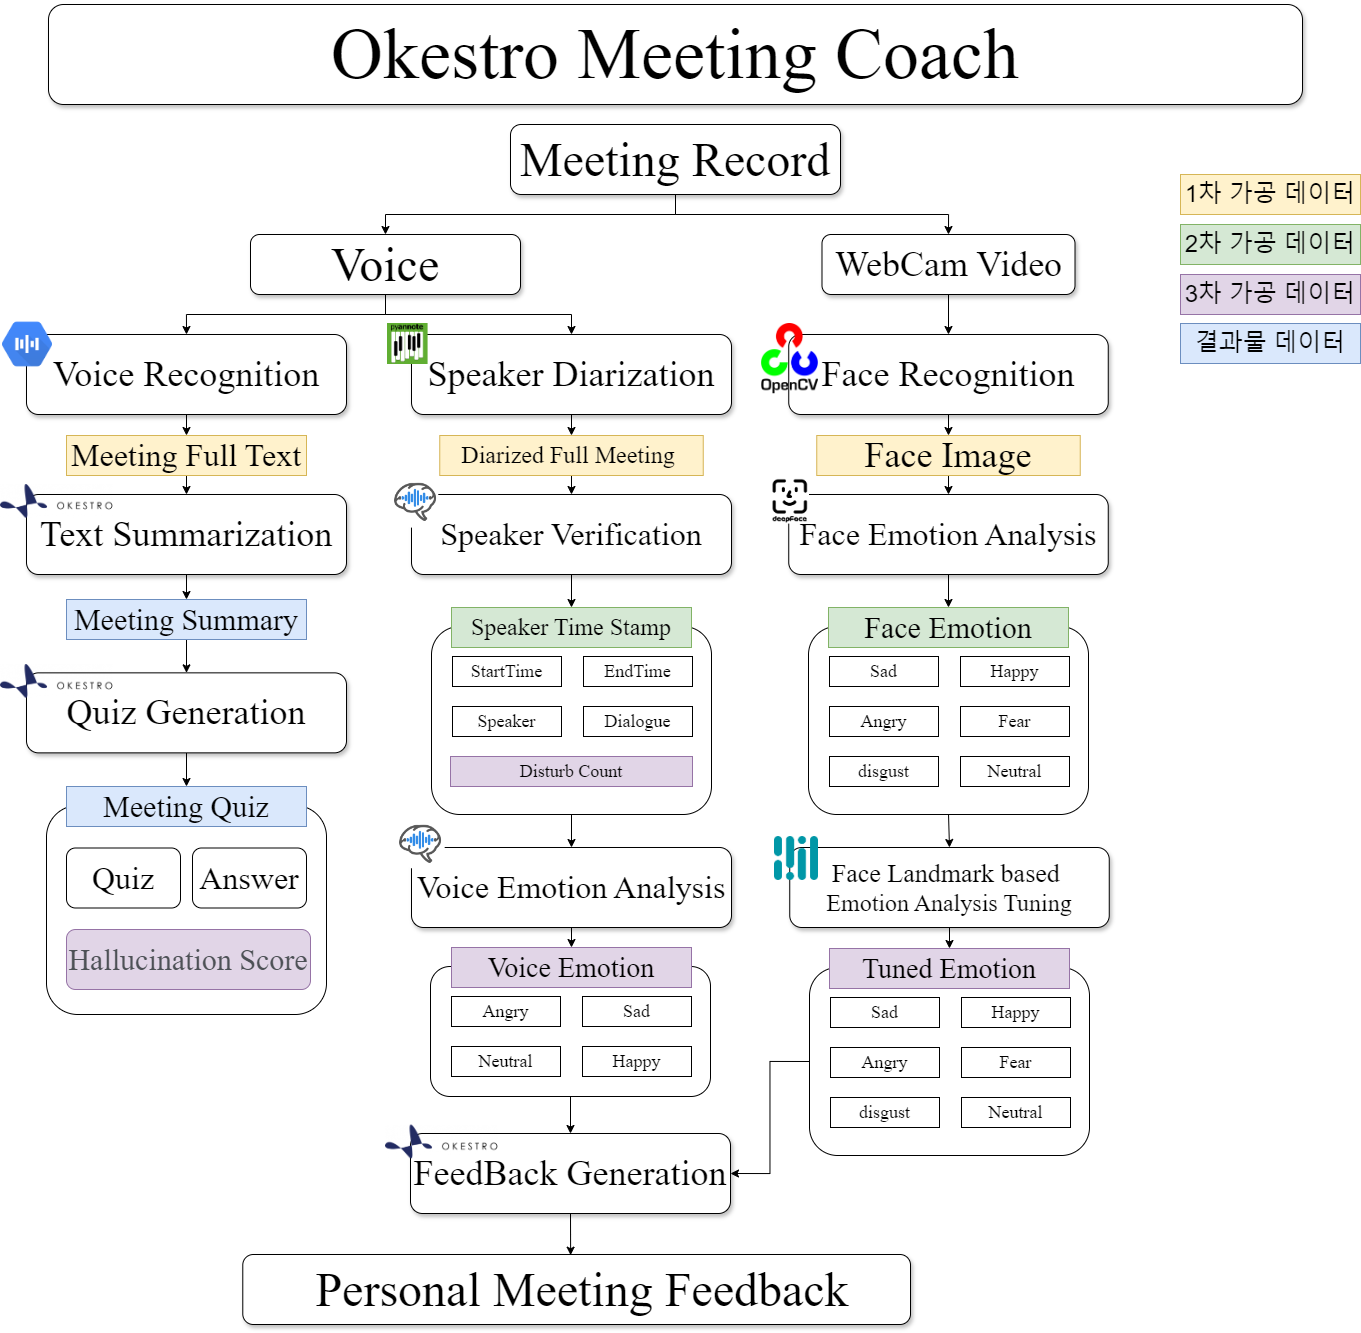 Okestro Meeting Coach
Meeting Record
1차 가공 데이터
2차 가공 데이터
3차 가공 데이터
결과물 데이터
Voice
WebCam Video
Voice Recognition
pyannote
Speaker Diarization
OpenCV
Face Recognition
Meeting Full Text
Diarized Full Meeting
Face Image
OKESTRO
Text Summarization
Speaker Verification
deepFace
Face Emotion Analysis
Meeting Summary
Speaker Time Stamp
StartTime
EndTime
Speaker
Dialogue
Disturb Count
Face Emotion
Sad
Happy
Angry
Fear
disgust
Neutral
OKESTRO
Quiz Generation
Meeting Quiz
Quiz
Answer
Hallucination Score
Voice Emotion Analysis
Face Landmark based
Emotion Analysis Tuning
Voice Emotion
Angry
Sad
Neutral
Happy
Tuned Emotion
Sad
Happy
Angry
Fear
disgust
Neutral
OKESTRO
FeedBack Generation
Personal Meeting Feedback